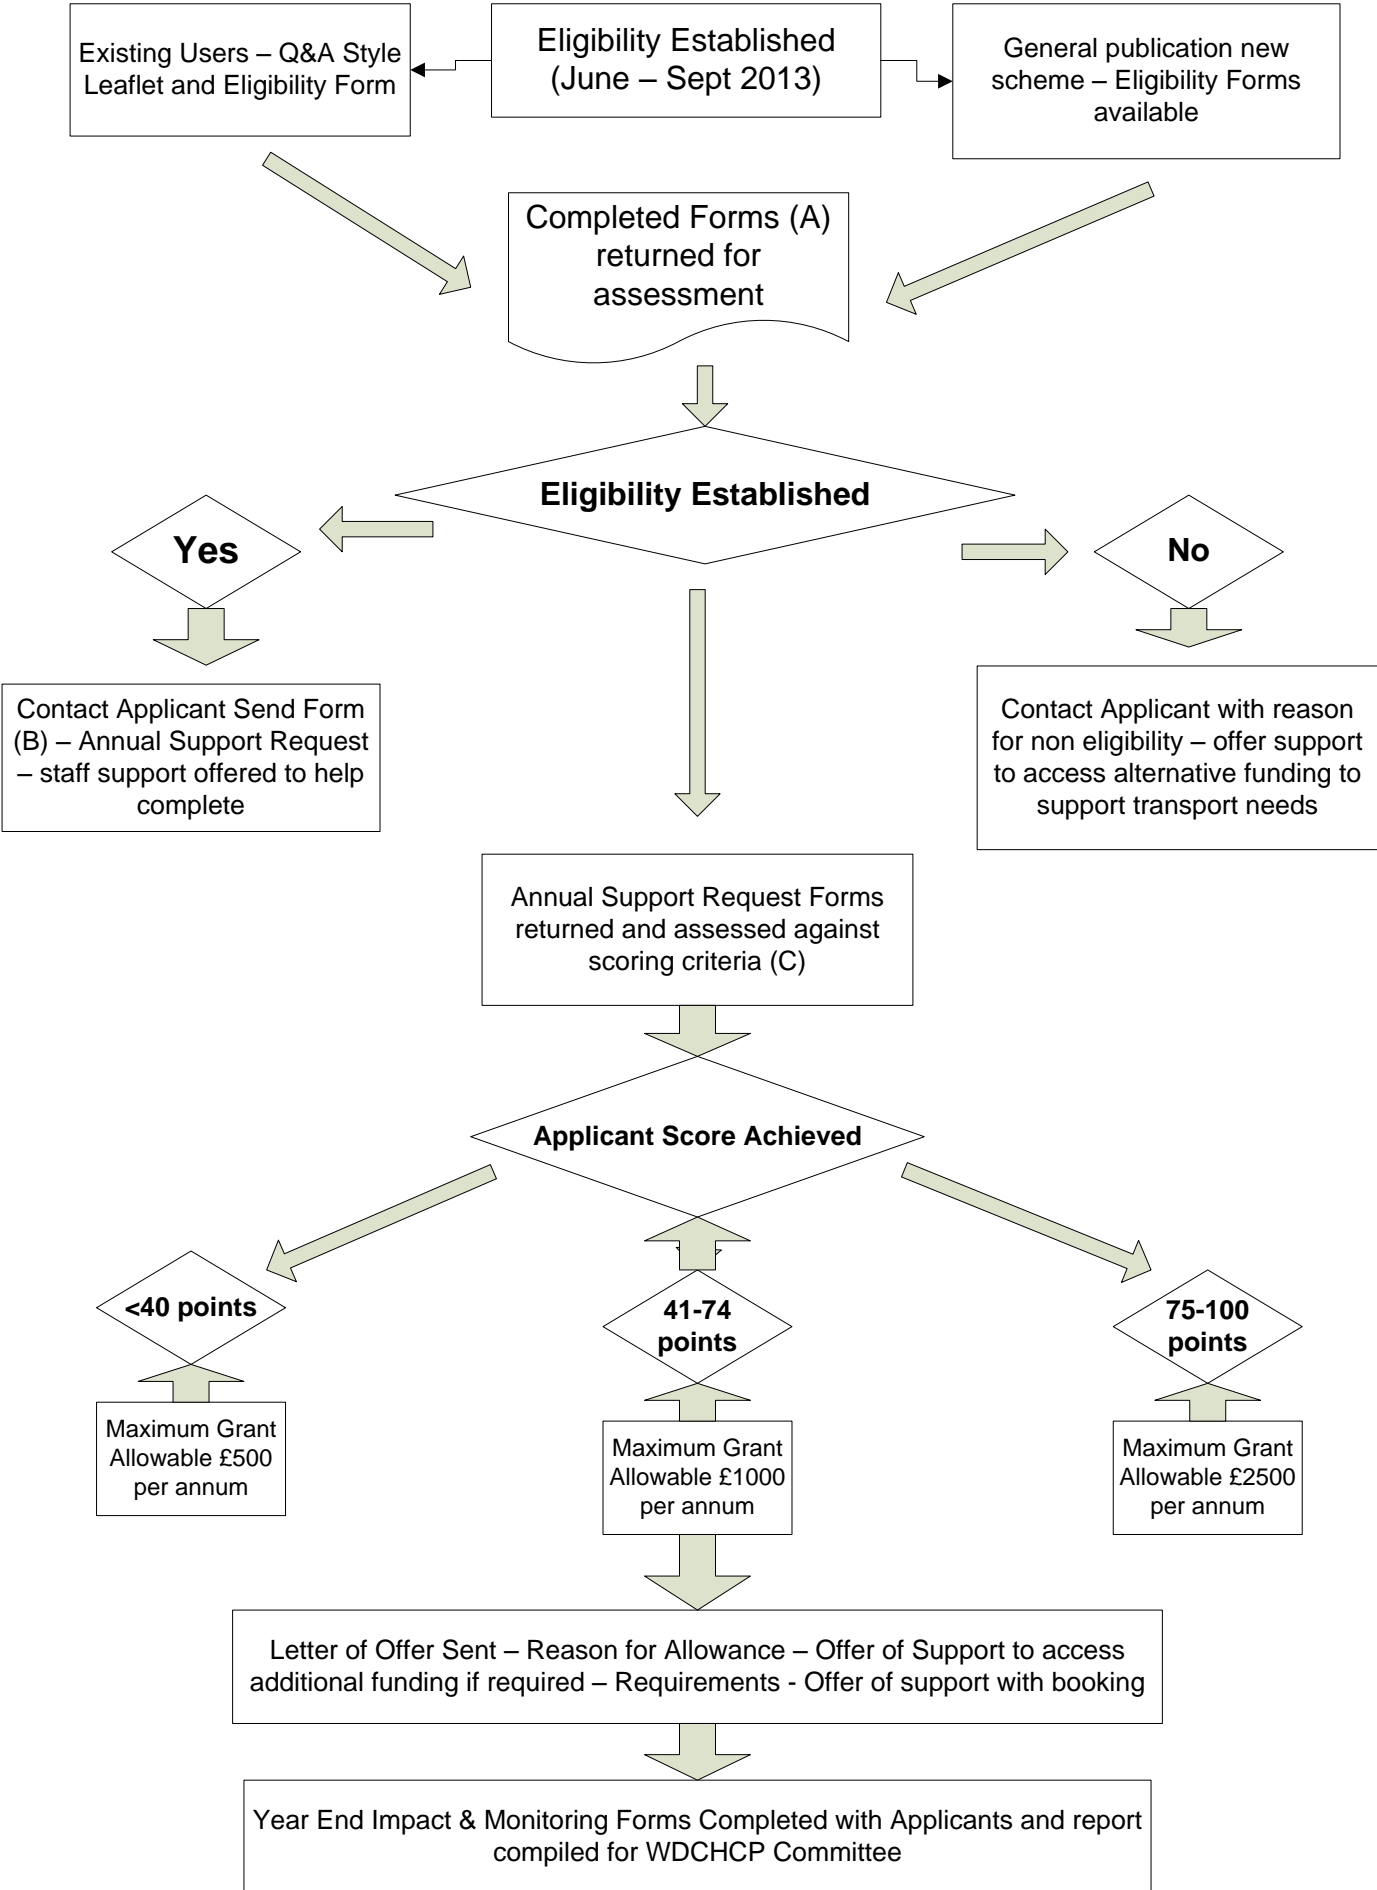 Existing Users – Q&A Style
Leaflet and Eligibility Form
Eligibility Established
(June – Sept 2013)
General publication new
scheme – Eligibility Forms
available
Completed Forms (A)
returned for
assessment
Eligibility Established
Yes
No
Contact Applicant Send Form
(B) – Annual Support Request
– staff support offered to help
complete
Contact Applicant with reason
for non eligibility – offer support
to access alternative funding to
support transport needs
Annual Support Request Forms
returned and assessed against
scoring criteria (C)
Applicant Score Achieved
<40 points
41-74
points
75-100
points
Maximum Grant
Allowable £500
per annum
Maximum Grant
Allowable £1000
per annum
Maximum Grant
Allowable £2500
per annum
Letter of Offer Sent – Reason for Allowance – Offer of Support to access
additional funding if required – Requirements - Offer of support with booking
Year End Impact & Monitoring Forms Completed with Applicants and report
compiled for WDCHCP Committee